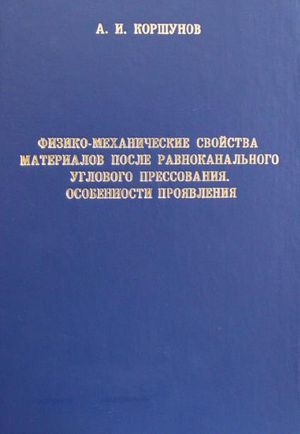 А. И. КОРШУНОВ
ФИЗИКО-МЕХАНИЧЕСКИЕ СВОЙСТВА
МАТЕРИАЛОВ ПОСЛЕ РАВНОКАНАЛЬНОГО
УГЛОВОГО ПРЕССОВАНИЯ.
ОСОБЕННОСТИ ПРОЯВЛЕНИЯ